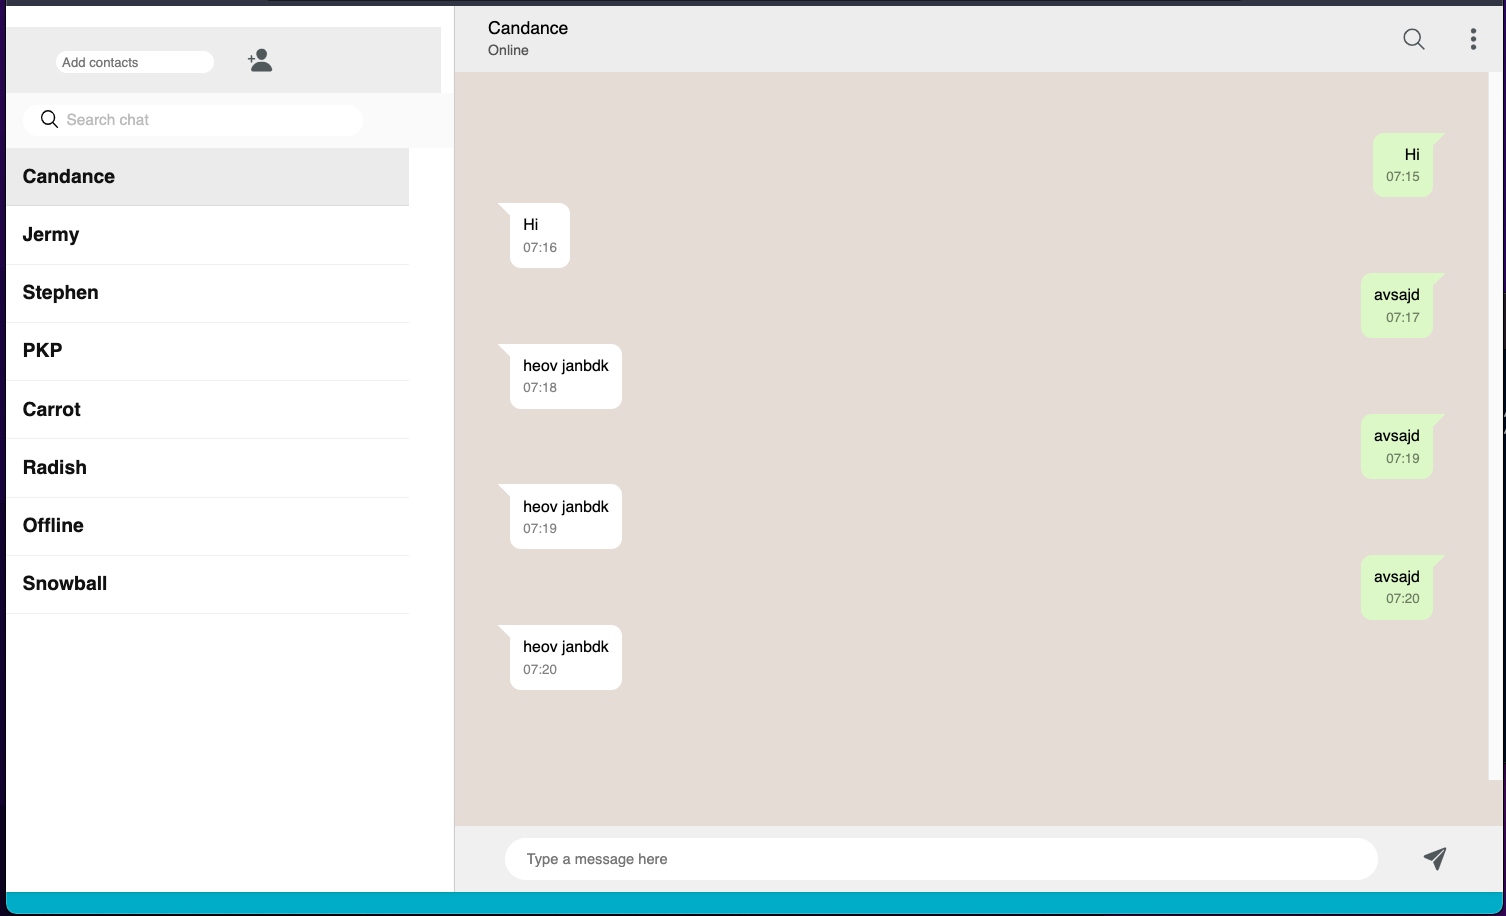 Add contacts
Search chat
Candance
Jermy
Stephen
PKP
Carrot
Radish
Offline
Snowball
Candance
Online
Hi
07:15
Hi
07:16
avsajd
07:17
heov janbdk
07:18
avsajd
07:19
heov janbdk
07:19
avsajd
07:20
heov janbdk
07:20
Type a message here